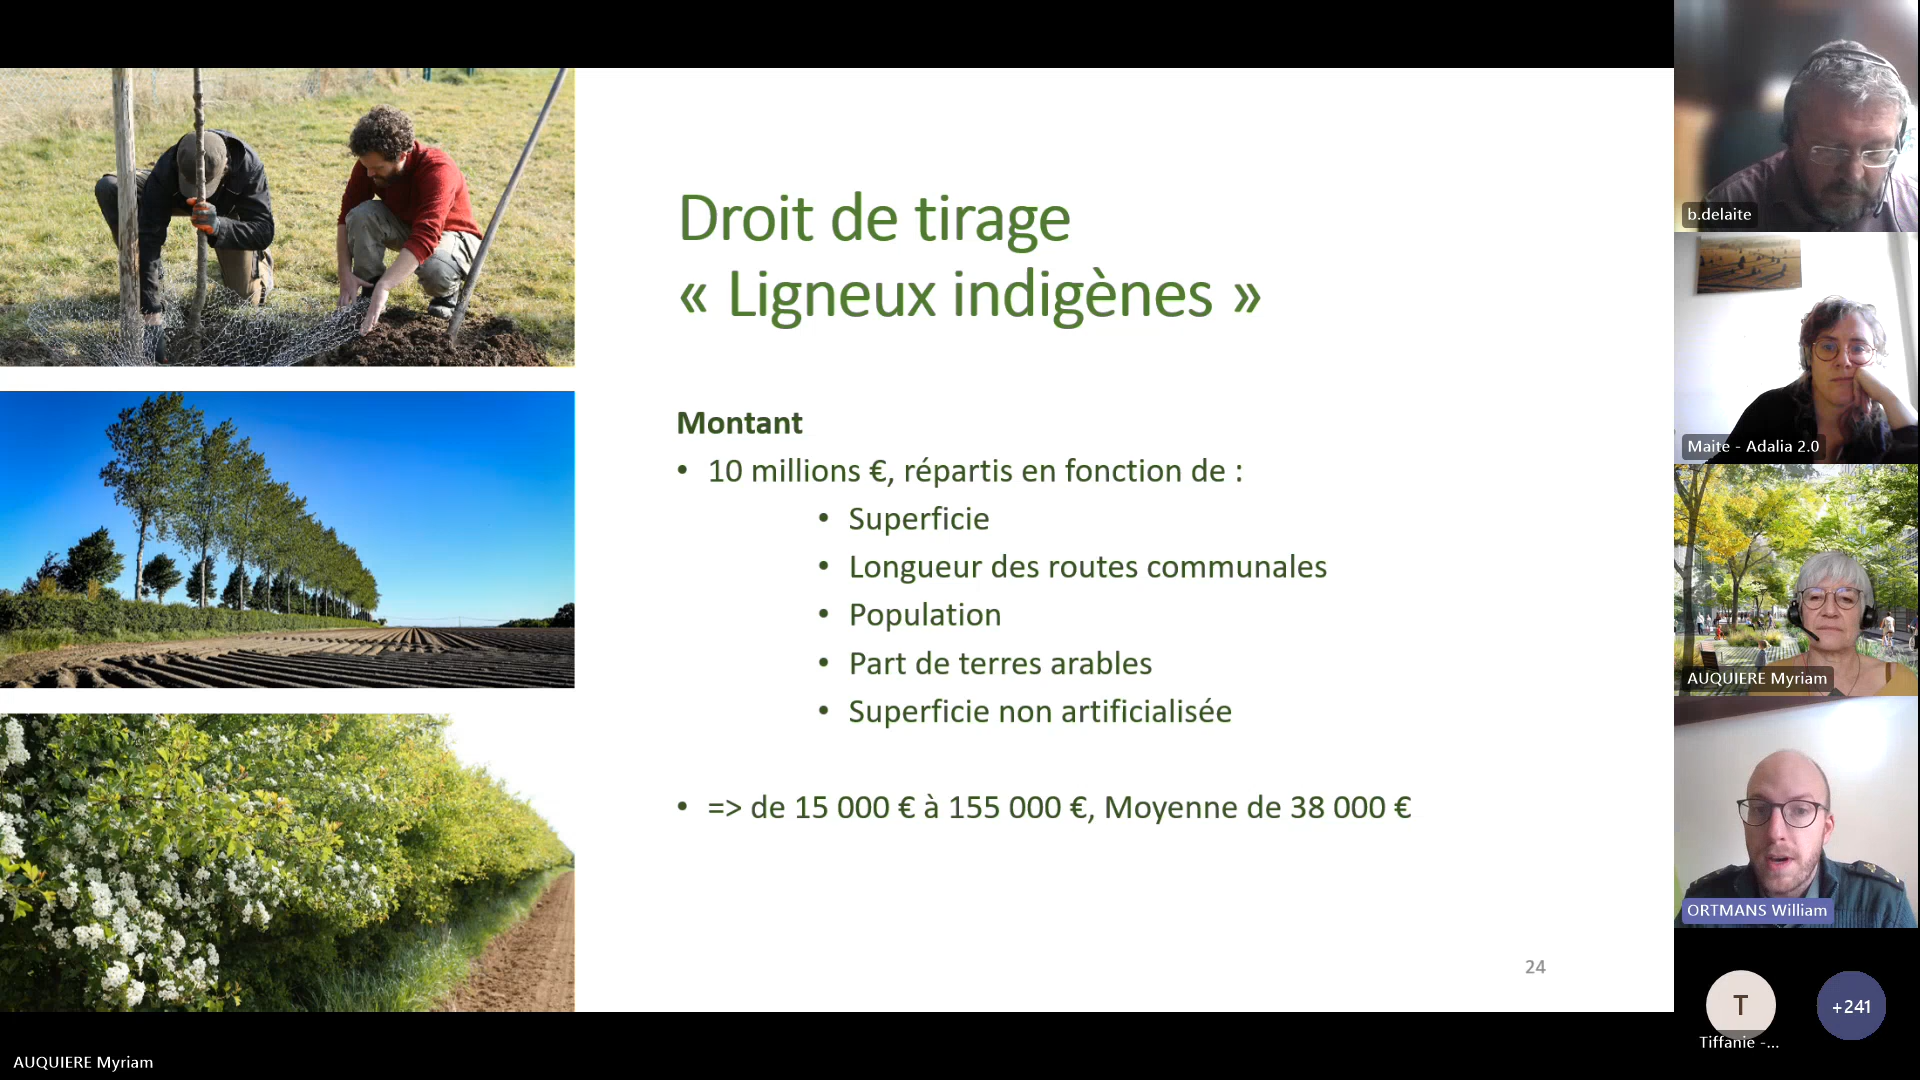 Droit de tirage
« Ligneux indigènes »
Montant
• 10 millions €, répartis en fonction de :
• Superficie
• Longueur des routes communales
• Population
• Part de terres arables
• Superficie non artificialisée
• => de 15 000 € à 155 000 €, Moyenne de 38 000 €
24
b.delaite
Maite - Adalia 2.0
AUQUIERE Myriam
ORTMANS William
T
+241
Tiffanie -...
AUQUIERE Myriam